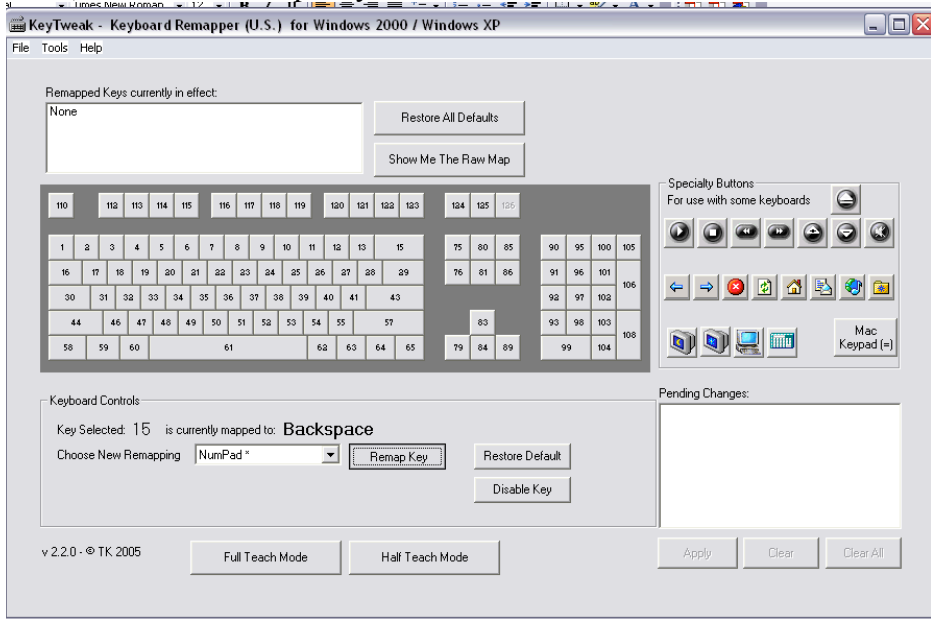 Times New Roman 12 B
KeyTweak - Keyboard Remapper (U.S.) for Windows 2000 / Windows XP
File Tools Help
Remapped Keys currently in effect:
None
Restore All Defaults
Show Me The Raw Map
110 112 113 114 115 116 117 118 119 120 121 122 123 124 125 126
1 2 3 4 5 6 7 8 9 10 11 12 13 15 75 80 85 90 95 100 105
16 17 18 19 20 21 22 23 24 25 26 27 28 29 76 81 86 91 96 101
106
30 31 32 33 34 35 36 37 38 39 40 41 43 92 97 102
44 46 47 48 49 50 51 52 53 54 55 57 83 93 98 103
108
58 59 60 61 62 63 64 65 79 84 89 99 104
Specialty Buttons
For use with some keyboards
Mac
Keypad (=)
Keyboard Controls
Key Selected: 15 is currently mapped to: Backspace
Choose New Remapping NumPad * Remap Key Restore Default
Disable Key
Pending Changes:
v 2.2.0 - © TK 2005
Full Teach Mode
Half Teach Mode
Apply Clear Clear All